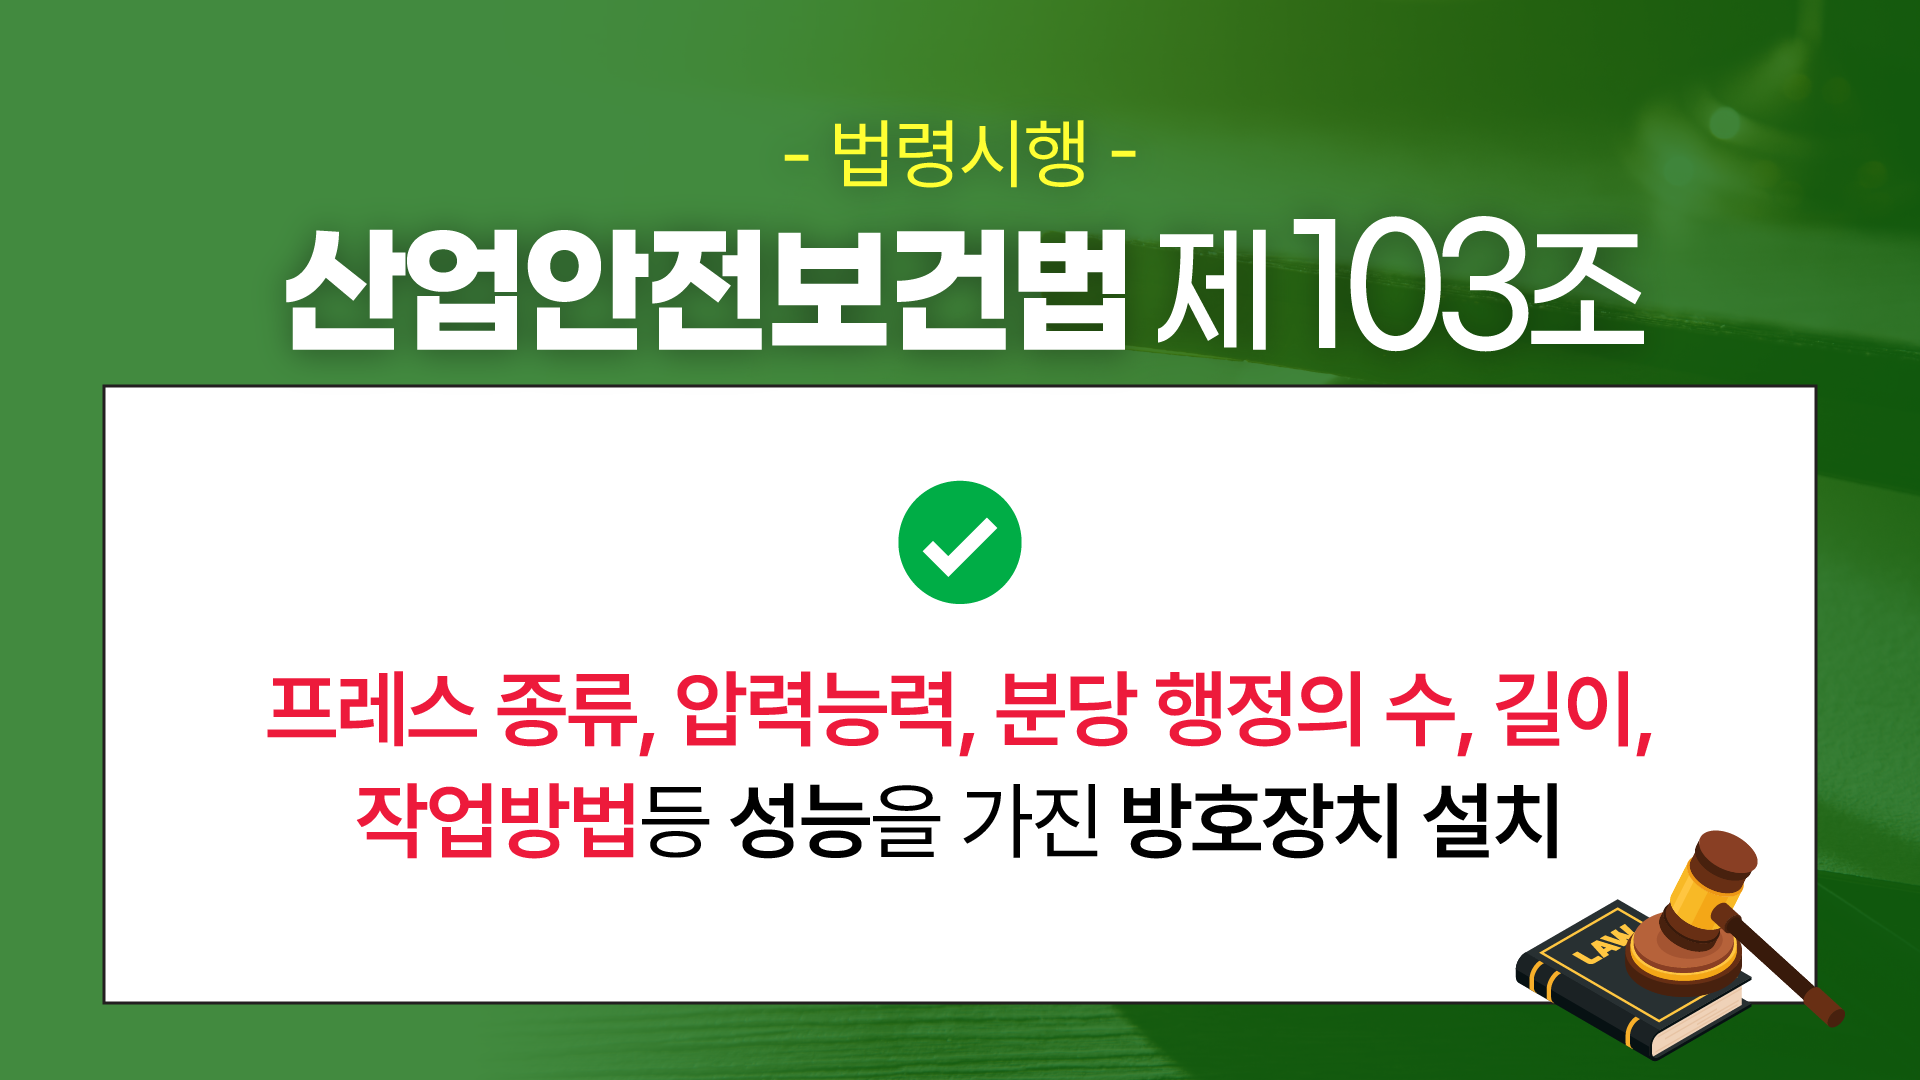 - 법령시행 -
산업안전보건법 제 103조
프레스 종류, 압력능력, 분당 행정의 수, 길이,
작업방법등 성능을 가진 방호장치 설치
LAW